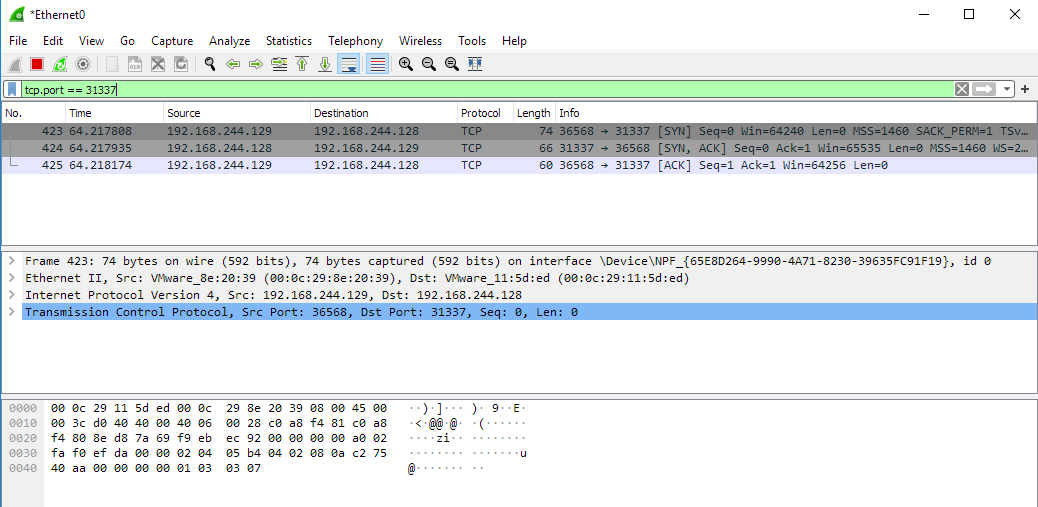 *Ethernet0
File Edit View Go Capture Analyze Statistics Telephony Wireless Tools Help
tcp.port == 31337
No. Time Source Destination Protocol Length Info
423 64.217808 192.168.244.129 192.168.244.128 TCP 74 36568 → 31337 [SYN] Seq=0 Win=64240 Len=0 MSS=1460 SACK_PERM=1 TSv…
424 64.217935 192.168.244.128 192.168.244.129 TCP 66 31337 → 36568 [SYN, ACK] Seq=0 Ack=1 Win=65535 Len=0 MSS=1460 WS=2…
425 64.218174 192.168.244.129 192.168.244.128 TCP 60 36568 → 31337 [ACK] Seq=1 Ack=1 Win=64256 Len=0
Frame 423: 74 bytes on wire (592 bits), 74 bytes captured (592 bits) on interface \Device\NPF_{65E8D264-9990-4A71-8230-39635FC91F19}, id 0
Ethernet II, Src: VMware_8e:20:39 (00:0c:29:8e:20:39), Dst: VMware_11:5d:ed (00:0c:29:11:5d:ed)
Internet Protocol Version 4, Src: 192.168.244.129, Dst: 192.168.244.128
Transmission Control Protocol, Src Port: 36568, Dst Port: 31337, Seq: 0, Len: 0
0000 00 0c 29 11 5d ed 00 0c 29 8e 20 39 08 00 45 00 ··)·]··· )· 9··E·
0010 00 3c d0 40 40 00 40 06 00 28 c0 a8 f4 81 c0 a8 ·<·@@·@· ·(······
0020 f4 80 8e d8 7a 69 f9 eb ec 92 00 00 00 00 a0 02 ····zi·· ········
0030 fa f0 ef da 00 00 02 04 05 b4 04 02 08 0a c2 75 ········ ·······u
0040 40 aa 00 00 00 00 01 03 03 07 @······· ··